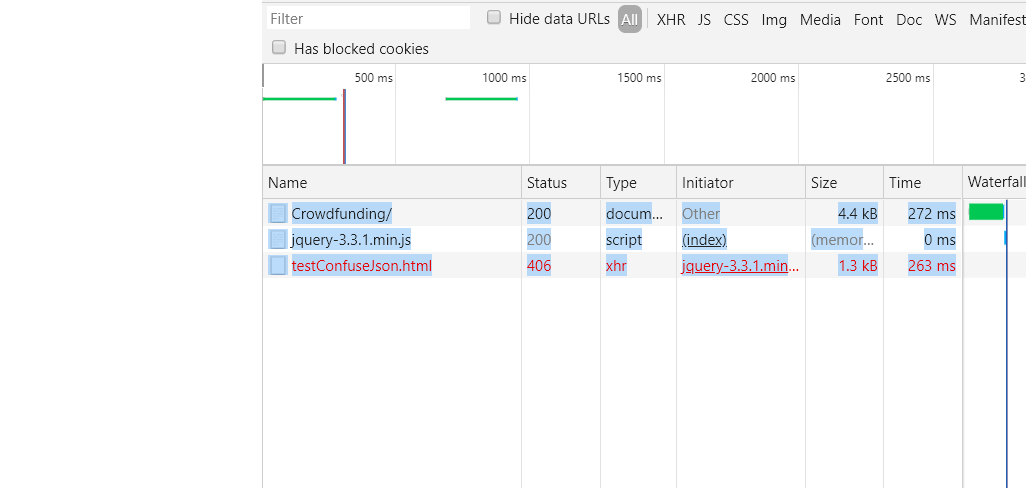 Filter Hide data URLs All XHR JS CSS Img Media Font Doc WS Manifest
Has blocked cookies
500 ms 1000 ms 1500 ms 2000 ms 2500 ms 3
Name Status Type Initiator Size Time Waterfall
Crowdfunding/ 200 docum... Other 4.4 kB 272 ms
jquery-3.3.1.min.js 200 script (index) (memor... 0 ms
testConfuseJson.html 406 xhr jquery-3.3.1.min... 1.3 kB 263 ms